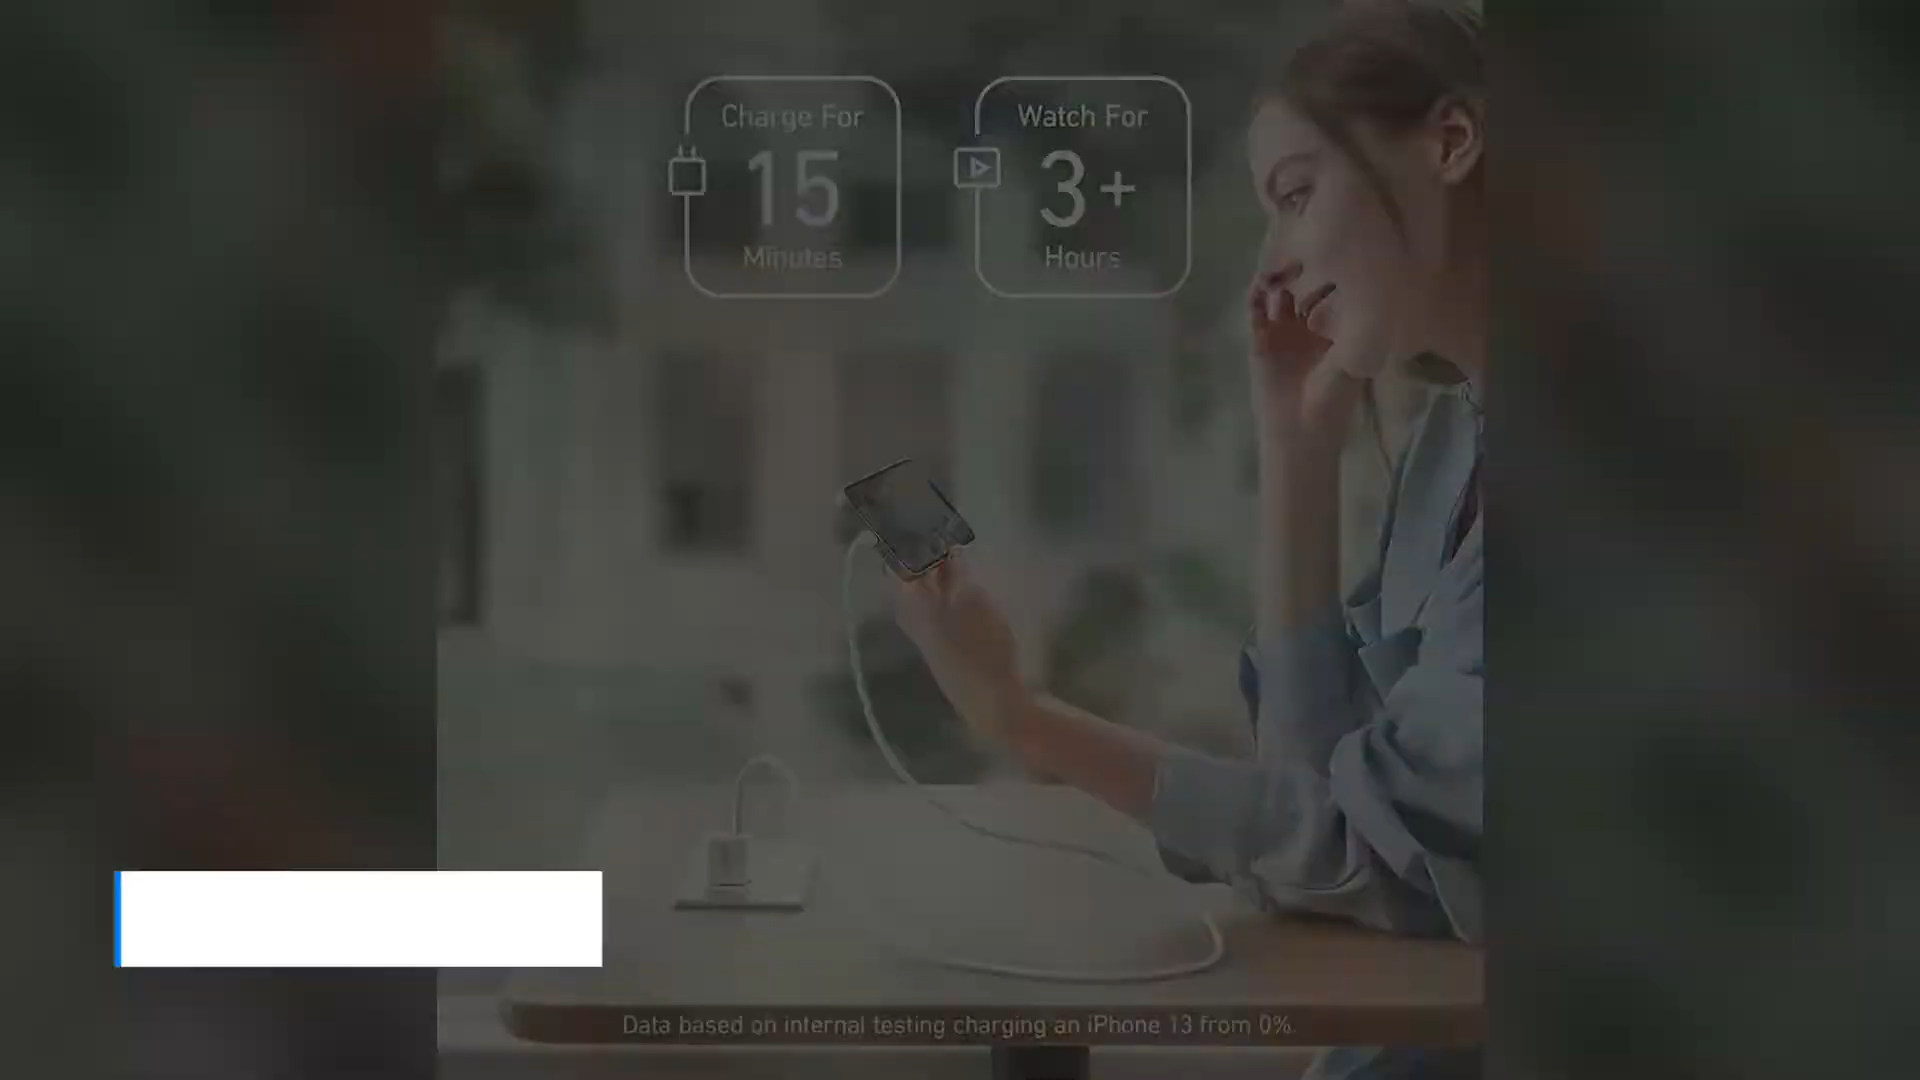 Charge For
15
Minutes
Watch For
3+
Hours
Data based on internal testing charging an iPhone 13 from 0%.